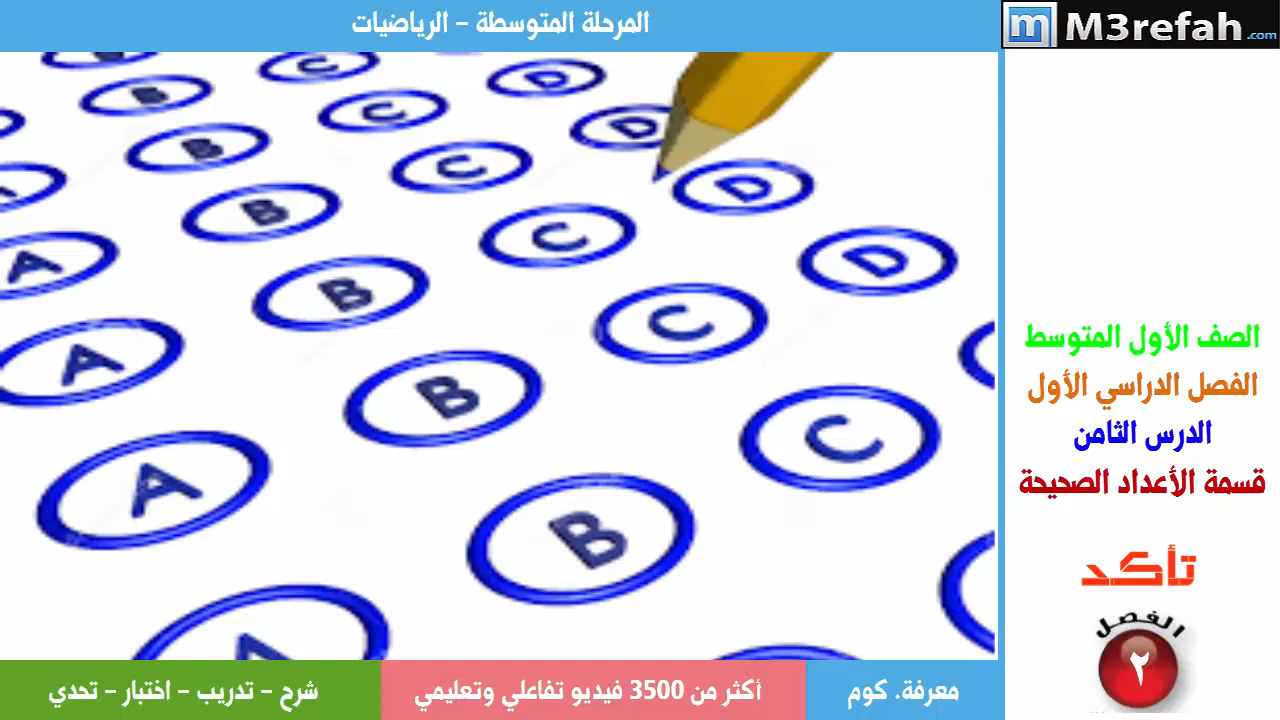 المرحلة المتوسطة – الرياضيات
m M3refah.com
D
C
B
D
C
B
D
C
B
A
D
C
B
A
C
B
A
C
B
A
B
A
A
الصف الأول المتوسط
الفصل الدراسي الأول
الدرس الثامن
قسمة الأعداد الصحيحة
تأكد
الفصل
٢
معرفة. كوم
أكثر من 3500 فيديو تفاعلي وتعليمي
شرح – تدريب – اختبار – تحدي